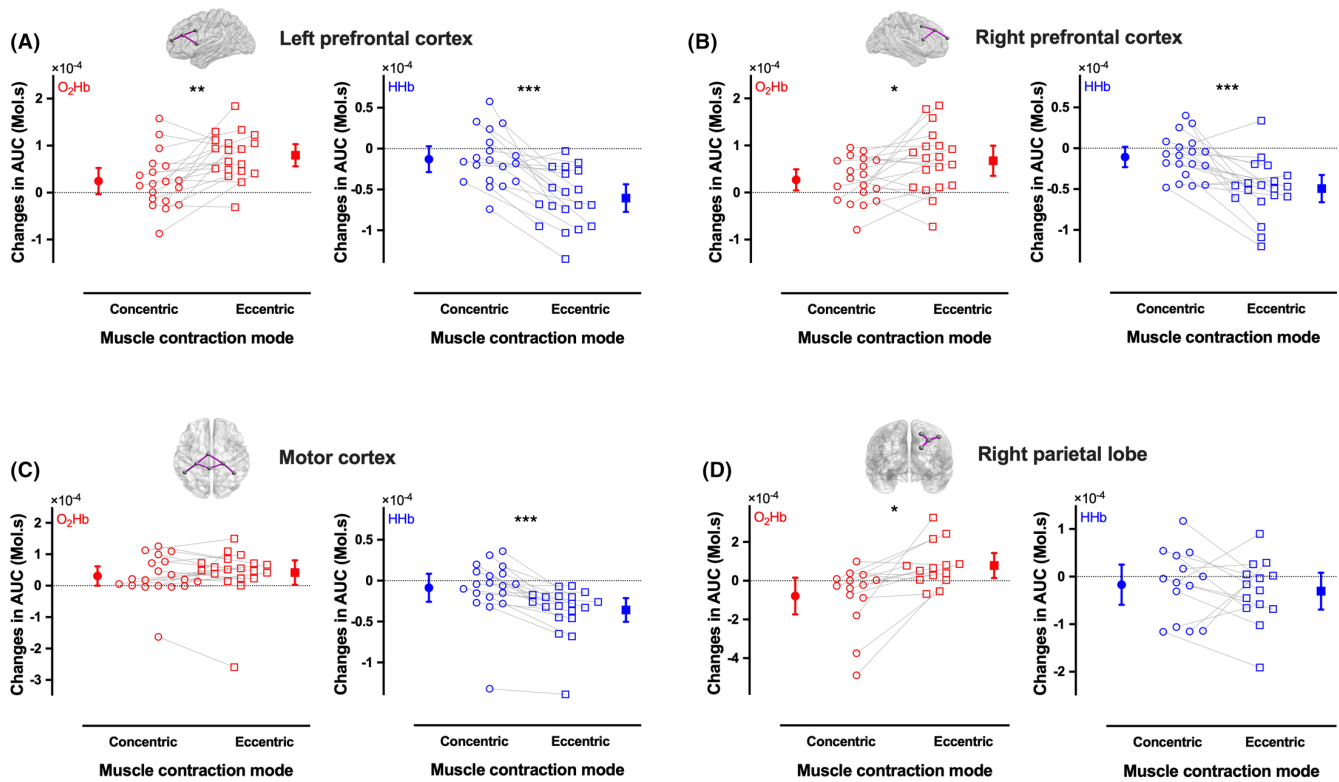 (A)
Left prefrontal cortex
×10⁻⁴
O₂Hb
**
Changes in AUC (Mol.s)
2
1
0
-1
Concentric Eccentric
Muscle contraction mode
×10⁻⁴
HHb
***
Changes in AUC (Mol.s)
0.5
0
-0.5
-1
Concentric Eccentric
Muscle contraction mode
(B)
Right prefrontal cortex
×10⁻⁴
O₂Hb
*
Changes in AUC (Mol.s)
2
1
0
-1
Concentric Eccentric
Muscle contraction mode
×10⁻⁴
HHb
***
Changes in AUC (Mol.s)
0.5
0
-0.5
-1
Concentric Eccentric
Muscle contraction mode
(C)
Motor cortex
×10⁻⁴
O₂Hb
Changes in AUC (Mol.s)
2
1
0
-1
-2
-3
Concentric Eccentric
Muscle contraction mode
×10⁻⁴
HHb
***
Changes in AUC (Mol.s)
0.5
0
-0.5
-1
Concentric Eccentric
Muscle contraction mode
(D)
Right parietal lobe
×10⁻⁴
O₂Hb
*
Changes in AUC (Mol.s)
2
0
-2
-4
Concentric Eccentric
Muscle contraction mode
×10⁻⁴
HHb
Changes in AUC (Mol.s)
1
0
-1
-2
Concentric Eccentric
Muscle contraction mode